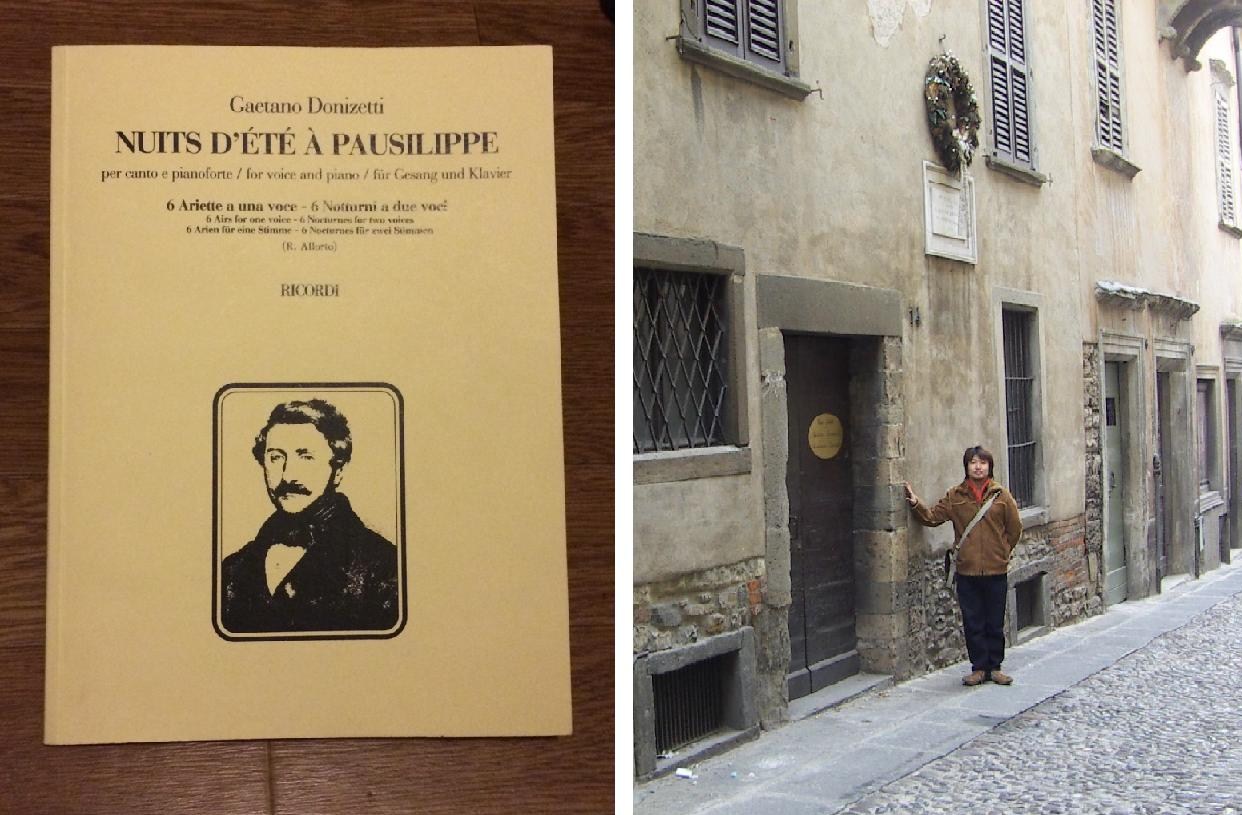 Gaetano Donizetti
NUITS D'ÉTÉ À PAUSILIPPE
per canto e pianoforte / for voice and piano / für Gesang und Klavier
6 Ariette a una voce - 6 Notturni a due voci
6 Airs for one voice - 6 Nocturnes for two voices
6 Arien für eine Stimme - 6 Nocturnes für zwei Stimmen
(R. Allorto)
RICORDI
14